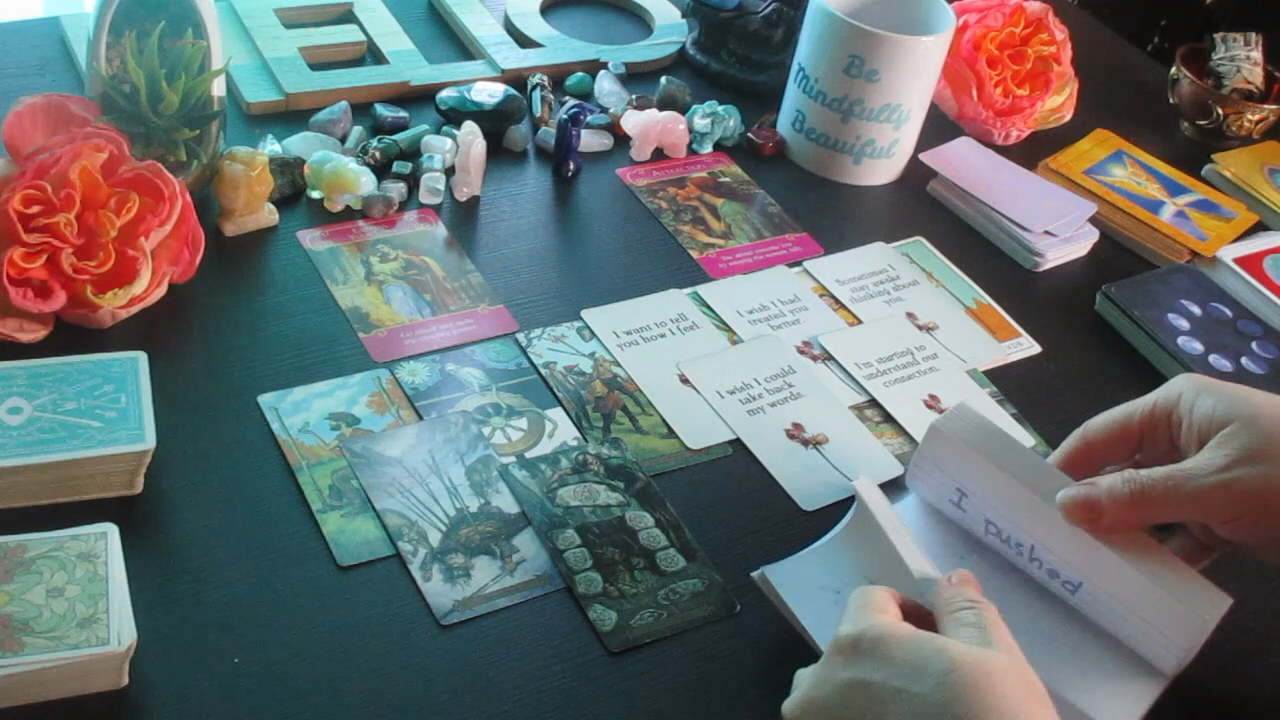 ELO
Be
Mindfully
Beautiful
ATTRACTION
I want to tell
you how I feel.
I wish I had
treated you
better.
Sometimes I
stay awake
thinking about
you.
I wish I could
take back
my words.
I'm starting to
understand our
connection.
I pushed